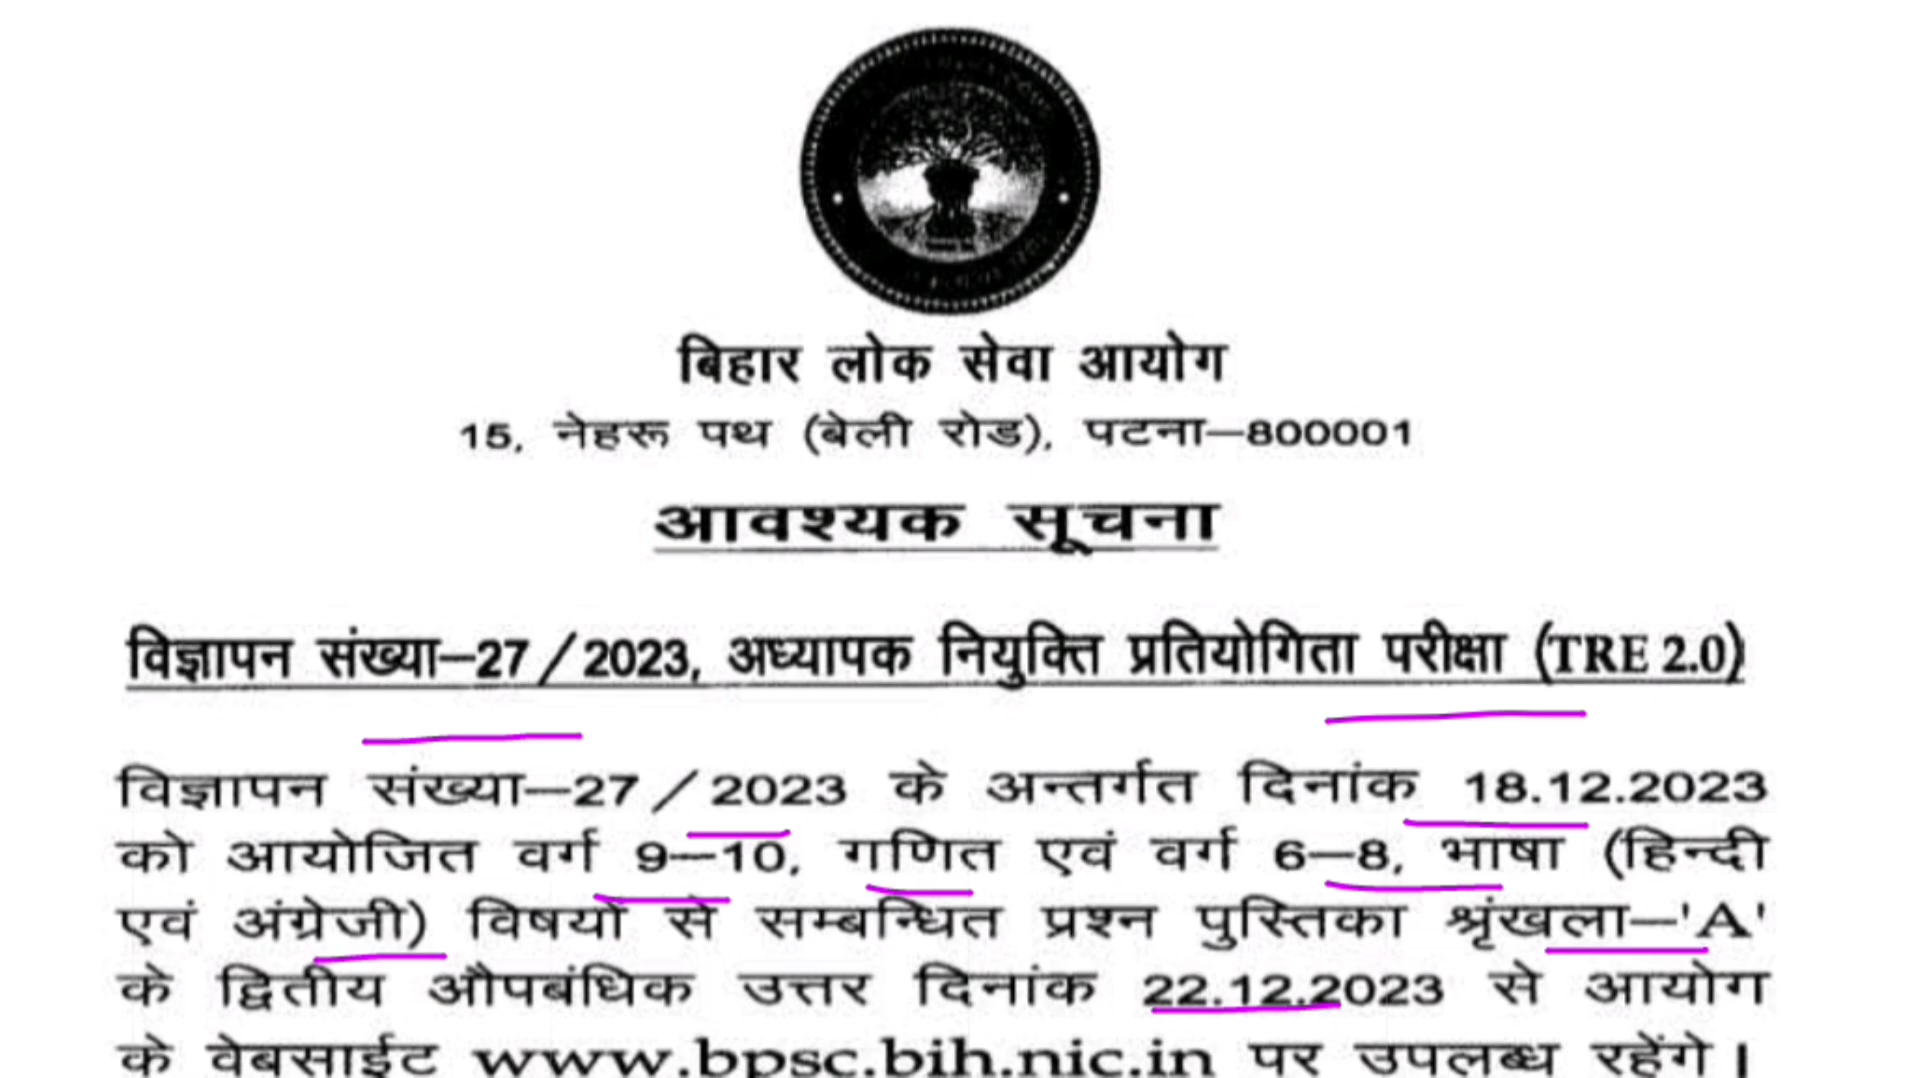 बिहार लोक सेवा आयोग
15, नेहरू पथ (बेली रोड), पटना–800001
आवश्यक सूचना
विज्ञापन संख्या–27/2023, अध्यापक नियुक्ति प्रतियोगिता परीक्षा (TRE 2.0)
विज्ञापन संख्या–27/2023 के अन्तर्गत दिनांक 18.12.2023
को आयोजित वर्ग 9–10, गणित एवं वर्ग 6–8, भाषा (हिन्दी
एवं अंग्रेजी) विषयों से सम्बन्धित प्रश्न पुस्तिका श्रृंखला–'A'
के द्वितीय औपबंधिक उत्तर दिनांक 22.12.2023 से आयोग
के वेबसाईट www.bpsc.bih.nic.in पर उपलब्ध रहेंगे।